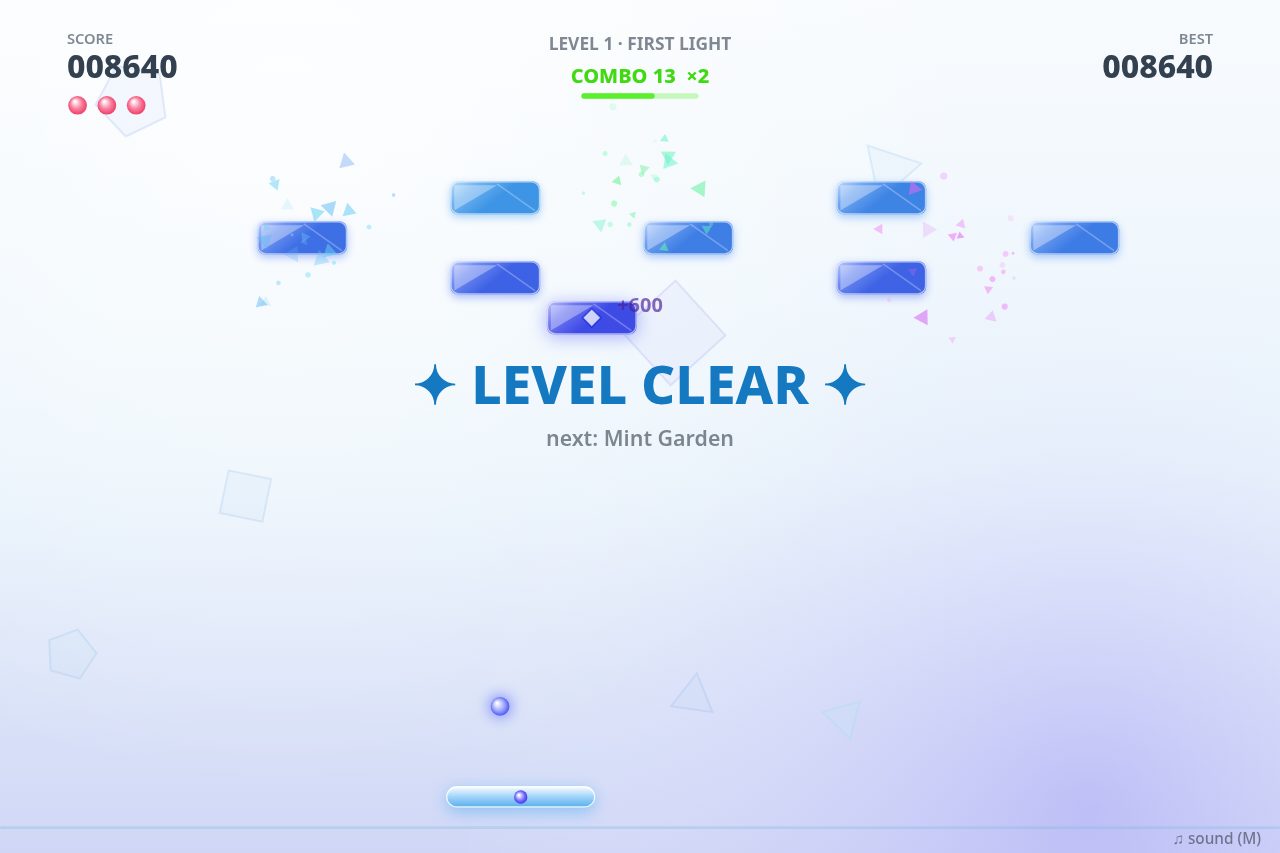 SCORE
008640
LEVEL 1 · FIRST LIGHT
COMBO 13 ×2
BEST
008640
+600
✦ LEVEL CLEAR ✦
next: Mint Garden
♫ sound (M)